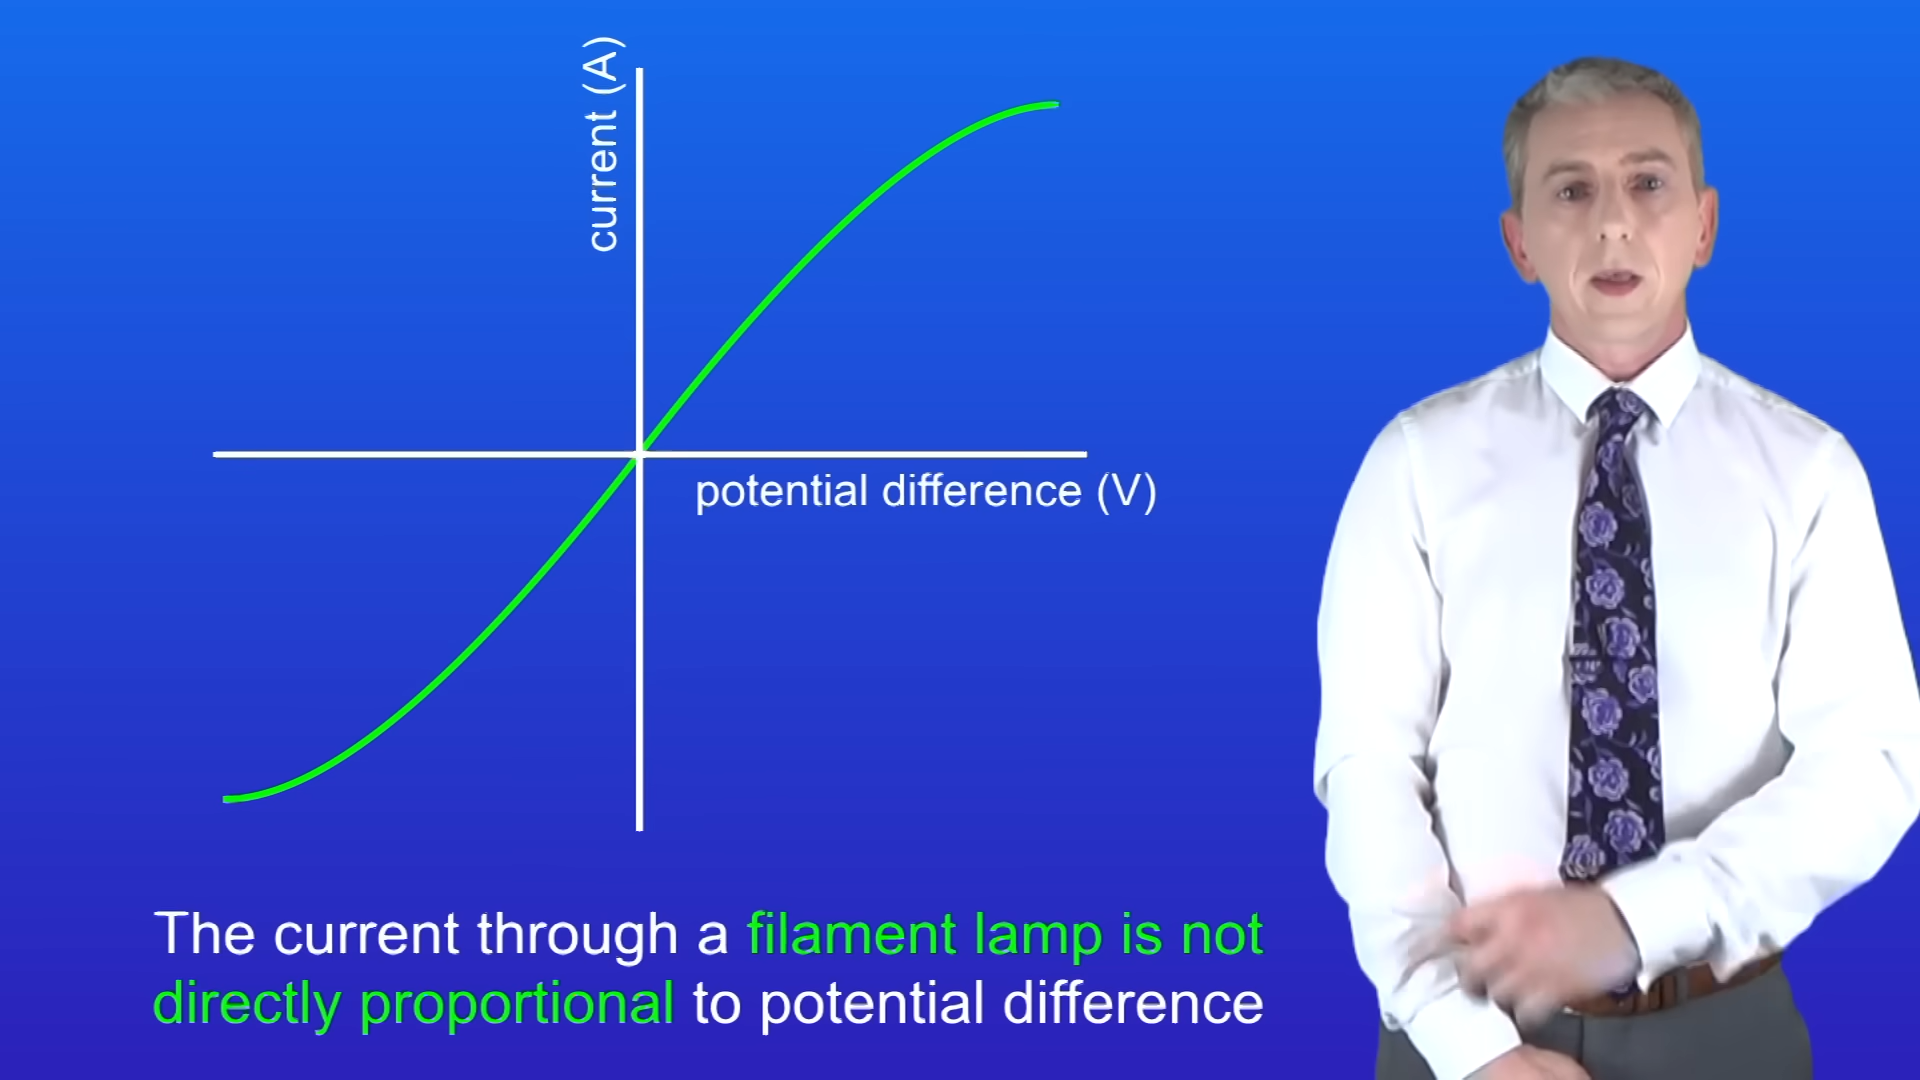 current (A)
potential difference (V)
The current through a filament lamp is not
directly proportional to potential difference